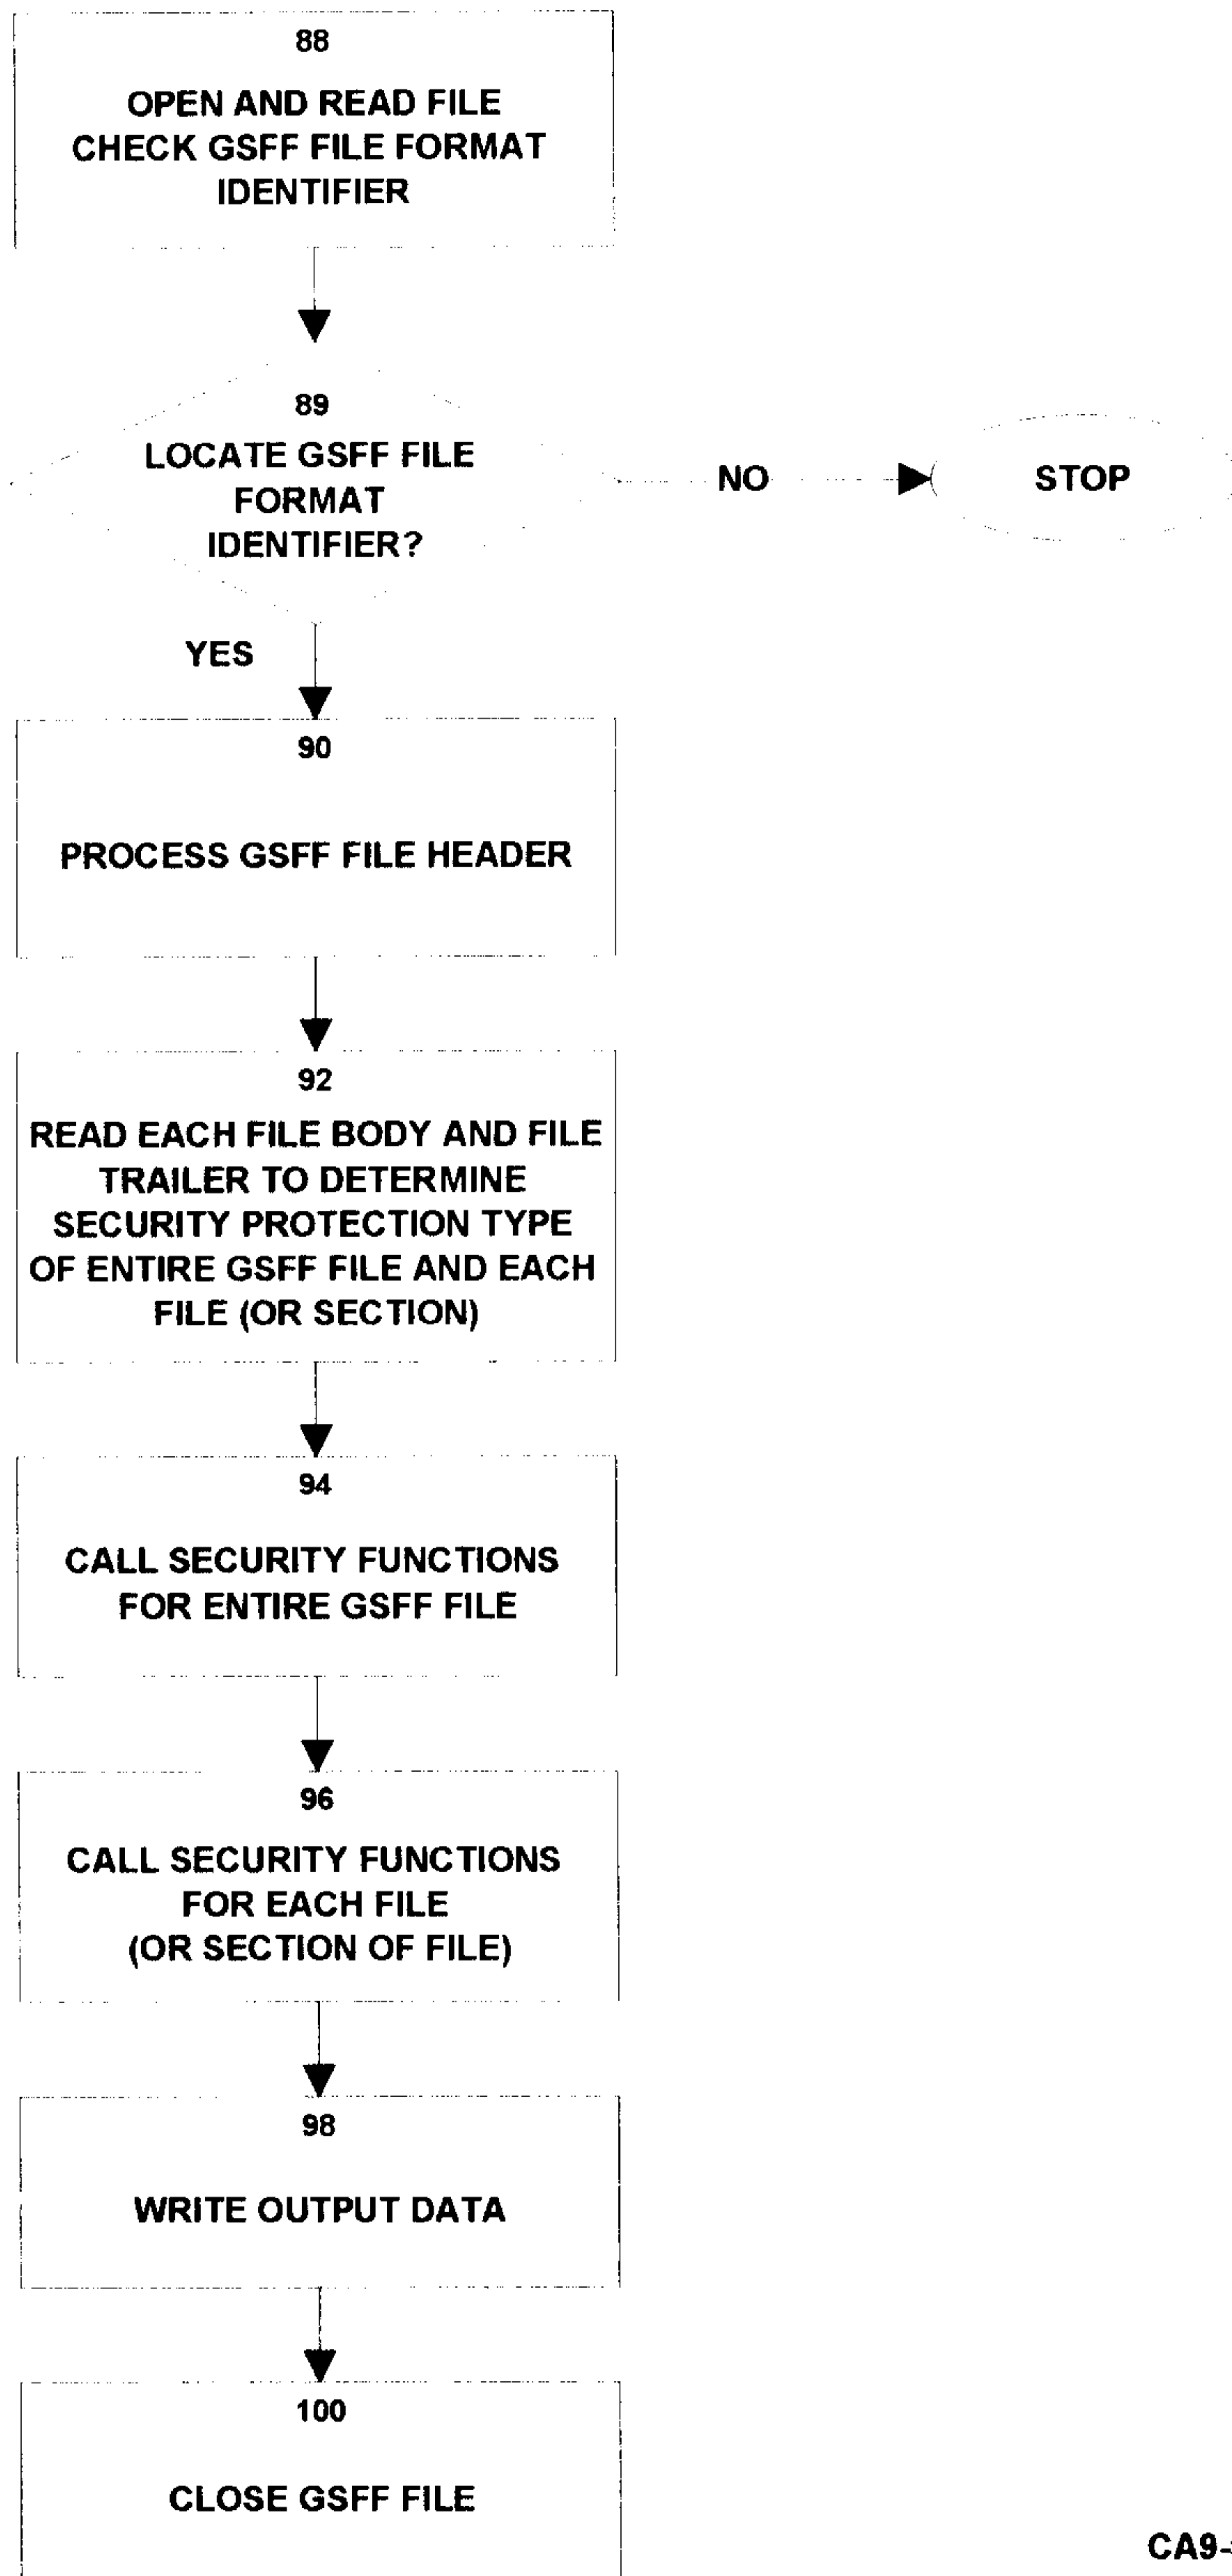 88
OPEN AND READ FILE
CHECK GSFF FILE FORMAT
IDENTIFIER
89
LOCATE GSFF FILE
FORMAT
IDENTIFIER?
NO
STOP
YES
90
PROCESS GSFF FILE HEADER
92
READ EACH FILE BODY AND FILE
TRAILER TO DETERMINE
SECURITY PROTECTION TYPE
OF ENTIRE GSFF FILE AND EACH
FILE (OR SECTION)
94
CALL SECURITY FUNCTIONS
FOR ENTIRE GSFF FILE
96
CALL SECURITY FUNCTIONS
FOR EACH FILE
(OR SECTION OF FILE)
98
WRITE OUTPUT DATA
100
CLOSE GSFF FILE
CA9-